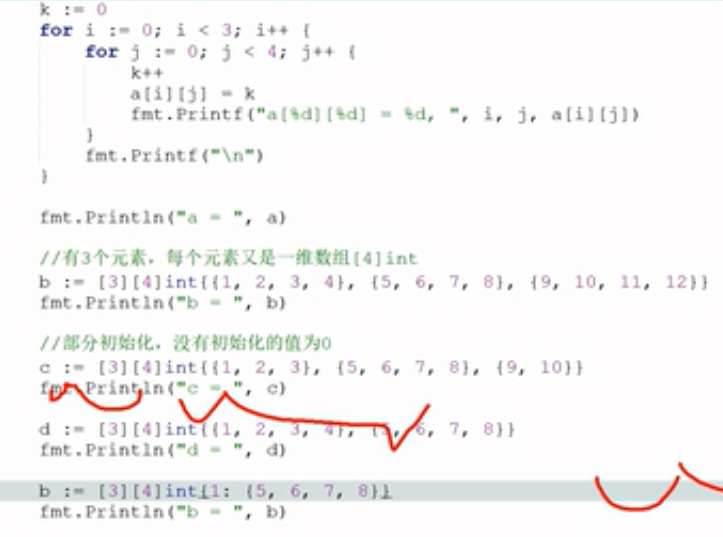 k := 0
for i := 0; i < 3; i++ {
for j := 0; j < 4; j++ {
k++
a[i][j] = k
fmt.Printf("a[%d][%d] = %d, ", i, j, a[i][j])
}
fmt.Printf("\n")
}
fmt.Println("a = ", a)
//有3个元素，每个元素又是一维数组[4]int
b := [3][4]int{{1, 2, 3, 4}, {5, 6, 7, 8}, {9, 10, 11, 12}}
fmt.Println("b = ", b)
//部分初始化，没有初始化的值为0
c := [3][4]int{{1, 2, 3}, {5, 6, 7, 8}, {9, 10}}
fmt.Println("c = ", c)
d := [3][4]int{{1, 2, 3, 4}, {5, 6, 7, 8}}
fmt.Println("d = ", d)
b := [3][4]int{1: {5, 6, 7, 8}}
fmt.Println("b = ", b)